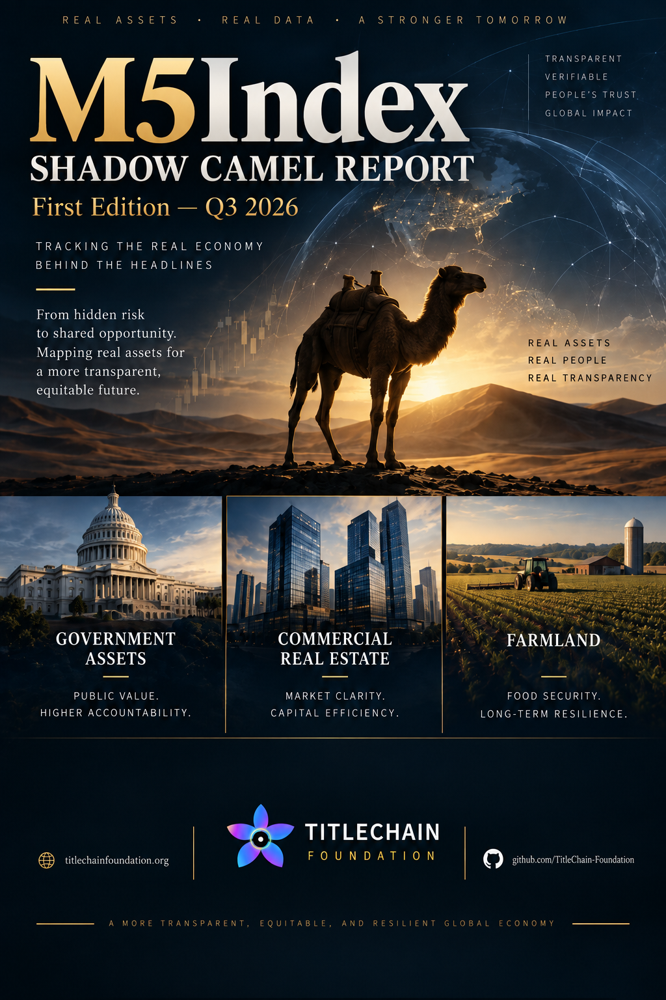 REAL ASSETS • REAL DATA • A STRONGER TOMORROW
M5Index
SHADOW CAMEL REPORT
First Edition — Q3 2026
TRANSPARENT
VERIFIABLE
PEOPLE'S TRUST
GLOBAL IMPACT
TRACKING THE REAL ECONOMY
BEHIND THE HEADLINES
From hidden risk
to shared opportunity.
Mapping real assets for
a more transparent,
equitable future.
REAL ASSETS
REAL PEOPLE
REAL TRANSPARENCY
GOVERNMENT
ASSETS
PUBLIC VALUE.
HIGHER ACCOUNTABILITY.
COMMERCIAL
REAL ESTATE
MARKET CLARITY.
CAPITAL EFFICIENCY.
FARMLAND
FOOD SECURITY.
LONG-TERM RESILIENCE.
titlechainfoundation.org
TITLECHAIN
FOUNDATION
github.com/TitleChain-Foundation
A MORE TRANSPARENT, EQUITABLE, AND RESILIENT GLOBAL ECONOMY